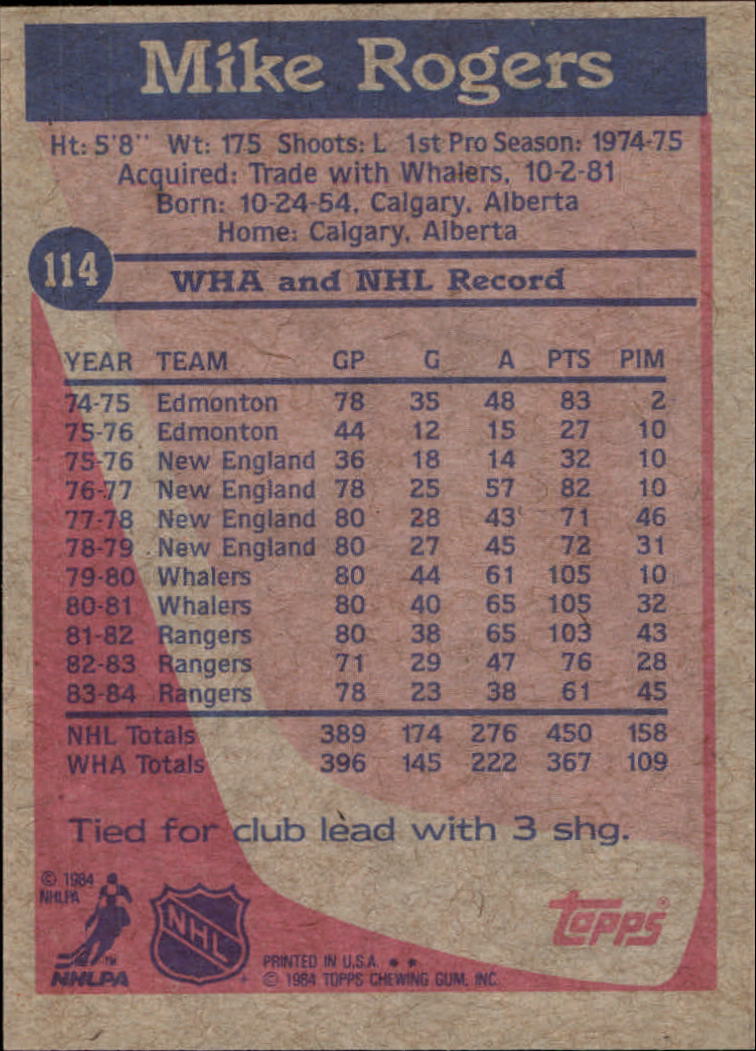 Mike Rogers
Ht: 5'8" Wt: 175 Shoots: L 1st Pro Season: 1974-75
Acquired: Trade with Whalers, 10-2-81
Born: 10-24-54, Calgary, Alberta
Home: Calgary, Alberta
114 WHA and NHL Record
YEAR TEAM GP G A PTS PIM
74-75 Edmonton 78 35 48 83 2
75-76 Edmonton 44 12 15 27 10
75-76 New England 36 18 14 32 10
76-77 New England 78 25 57 82 10
77-78 New England 80 28 43 71 46
78-79 New England 80 27 45 72 31
79-80 Whalers 80 44 61 105 10
80-81 Whalers 80 40 65 105 32
81-82 Rangers 80 38 65 103 43
82-83 Rangers 71 29 47 76 28
83-84 Rangers 78 23 38 61 45
NHL Totals 389 174 276 450 158
WHA Totals 396 145 222 367 109
Tied for club lead with 3 shg.
© 1984
NHLPA
NHLPA ™
NHL
PRINTED IN U.S.A. **
© 1984 TOPPS CHEWING GUM, INC.
topps®